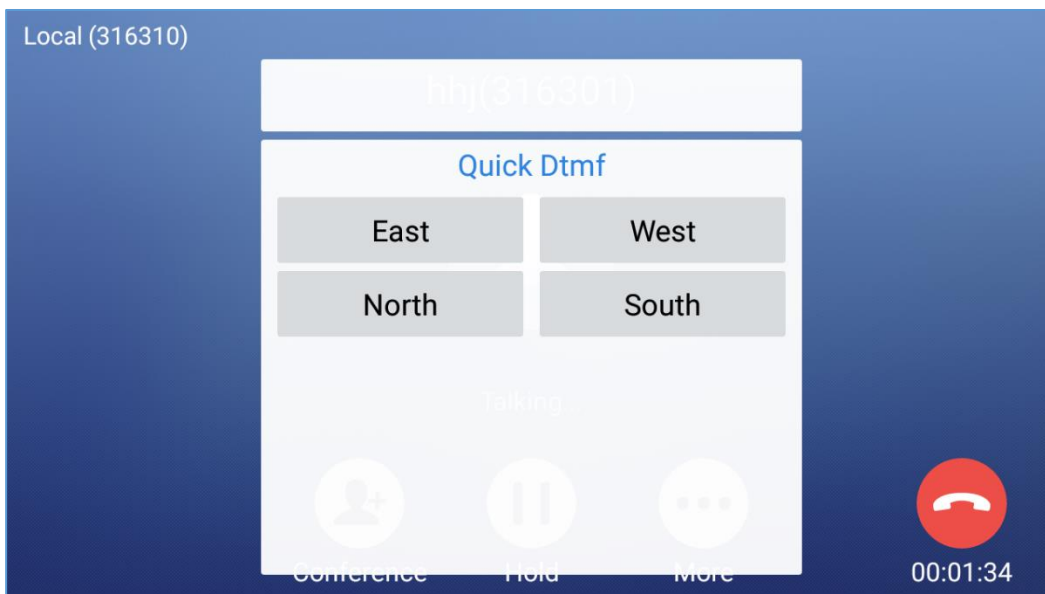 Local (316310)
hhj(316301)
Quick Dtmf
East West
North South
Talking...
Conference Hold More 00:01:34